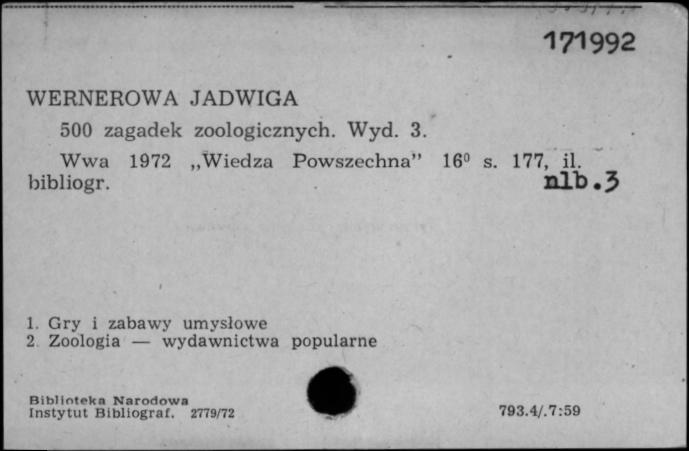 171992
WERNEROWA JADWIGA
500 zagadek zoologicznych. Wyd. 3.
Wwa 1972 „Wiedza Powszechna” 16⁰ s. 177, il.
bibliogr. nlb.3
1. Gry i zabawy umysłowe
2. Zoologia — wydawnictwa popularne
Biblioteka Narodowa
Instytut Bibliograf. 2779/72 793.4/.7:59